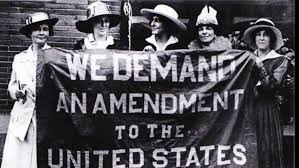 WE DEMAND
AN AMENDMENT
TO THE
UNITED STATES